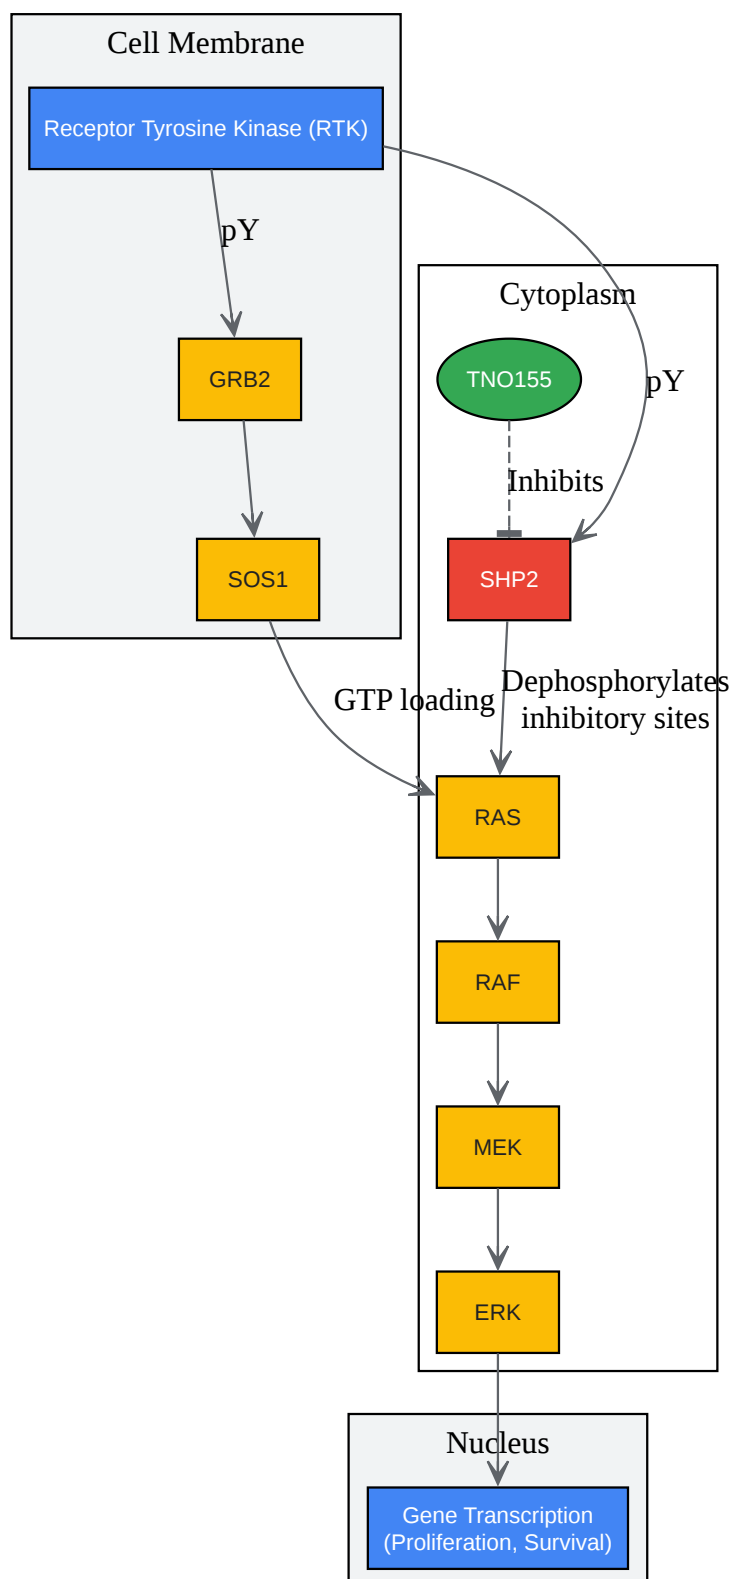 Cell Membrane
Receptor Tyrosine Kinase (RTK)
pY
Cytoplasm
GRB2
TNO155
pY
Inhibits
SOS1
SHP2
GTP loading
Dephosphorylates
inhibitory sites
RAS
RAF
MEK
ERK
Nucleus
Gene Transcription
(Proliferation, Survival)